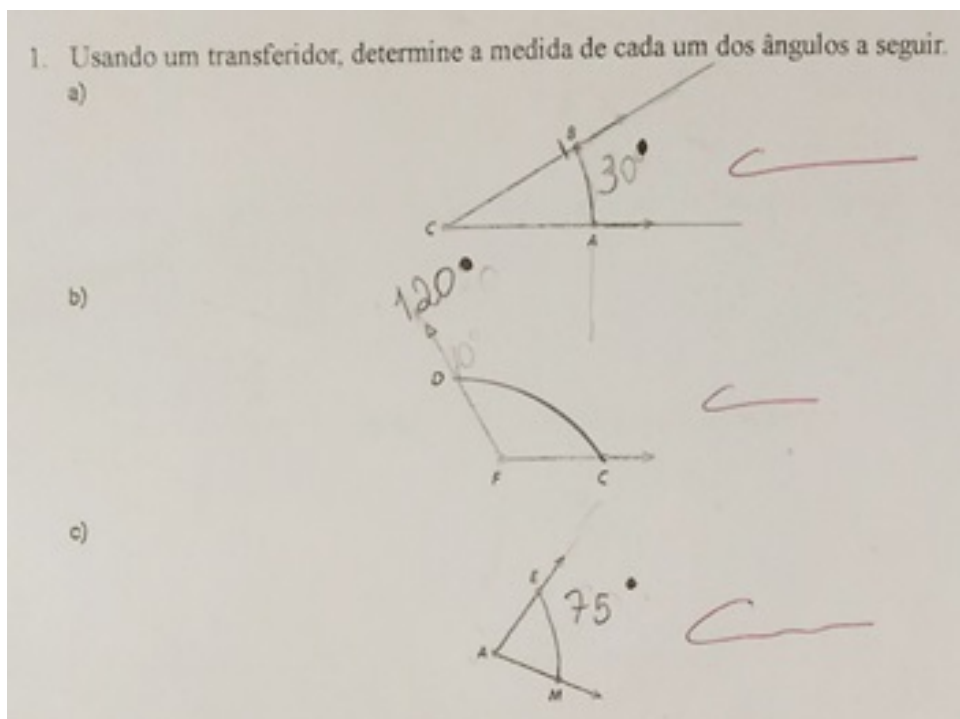 1. Usando um transferidor, determine a medida de cada um dos ângulos a seguir.
a)
B
30°
C
A
120°
b)
D
F
C
c)
E
75°
A
M